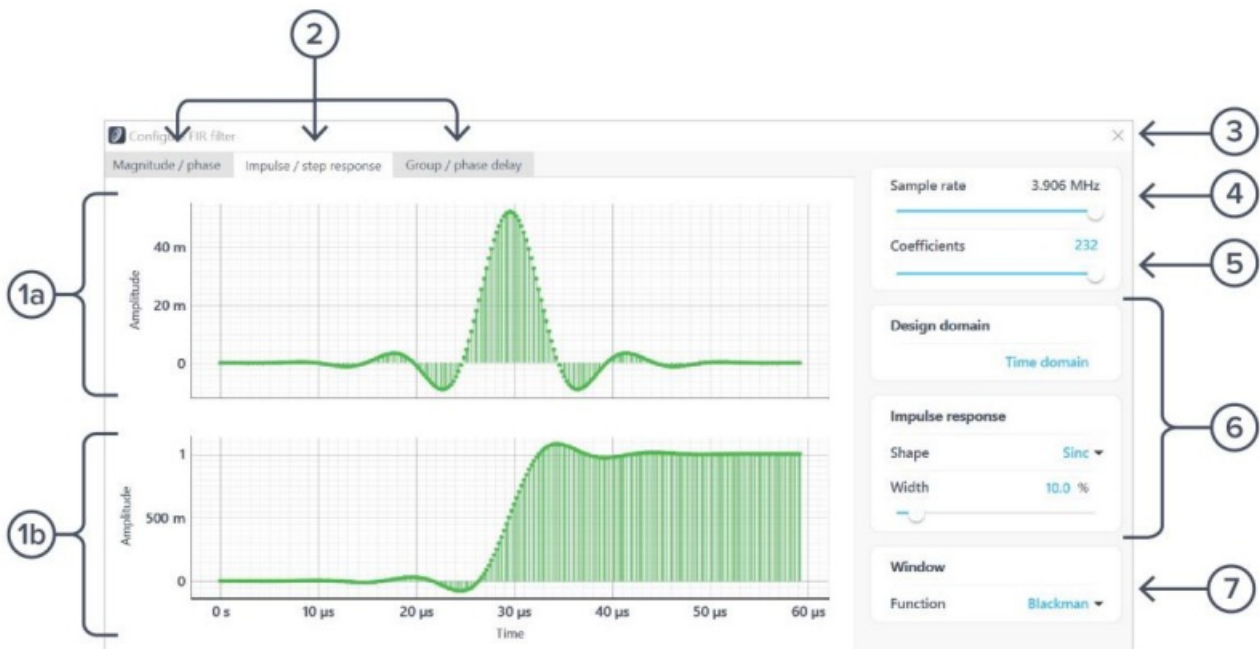 2
Configure FIR filter
3
Magnitude / phase Impulse / step response Group / phase delay
Sample rate 3.906 MHz
4
Coefficients 232
5
1a
Amplitude
40 m
20 m
0
Design domain
Time domain
Impulse response
Shape Sinc
Width 10.0 %
6
1b
Amplitude
1
500 m
0
0 s 10 µs 20 µs 30 µs 40 µs 50 µs 60 µs
Time
Window
Function Blackman
7